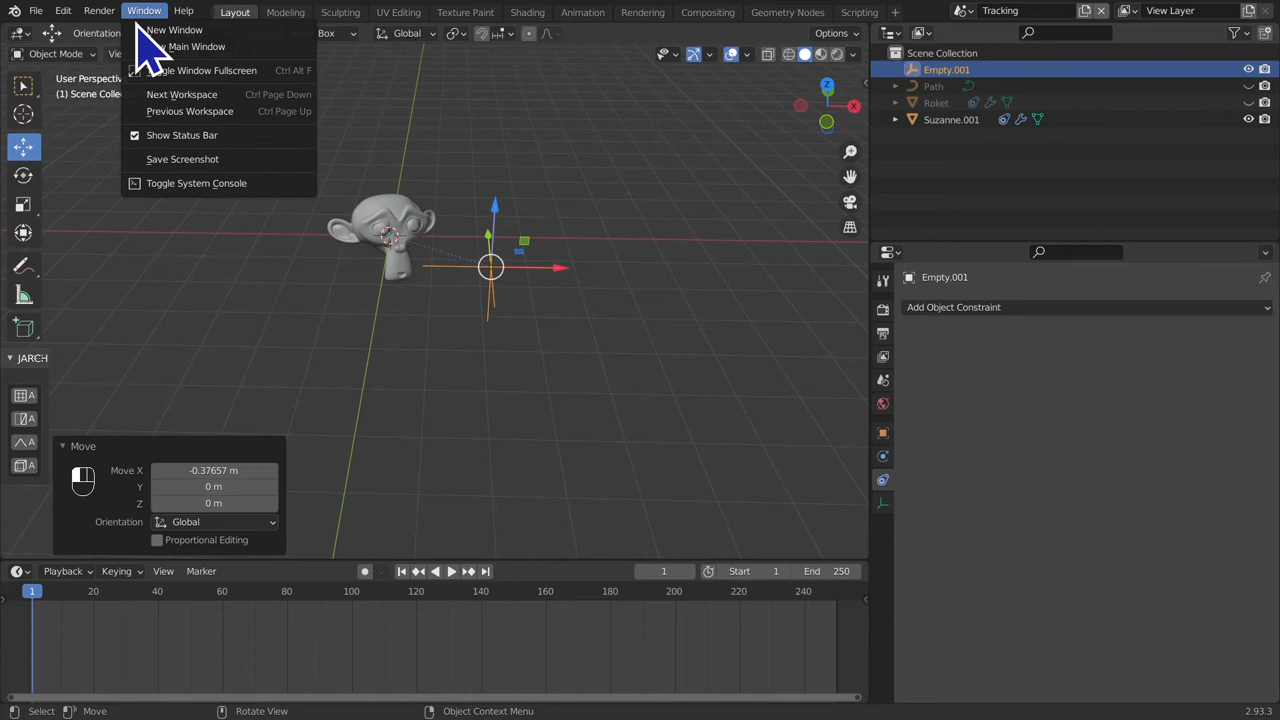 File Edit Render Window Help Layout Modeling Sculpting UV Editing Texture Paint Shading Animation Rendering Compositing Geometry Nodes Scripting Tracking View Layer
Orientation Box Global Options
Object Mode
New Window
Main Window
Window Fullscreen Ctrl Alt F
Next Workspace Ctrl Page Down
Previous Workspace Ctrl Page Up
Show Status Bar
Save Screenshot
Toggle System Console
User Perspectiv
(1) Scene Collec
Z
X
JARCH
A
A
A
A
Move
Move X -0.37657 m
Y 0 m
Z 0 m
Orientation Global
Proportional Editing
Scene Collection
Empty.001
Path
Roket
Suzanne.001
Empty.001
Add Object Constraint
Playback Keying View Marker 1 Start 1 End 250
1 20 40 60 80 100 120 140 160 180 200 220 240
Select Move Rotate View Object Context Menu 2.93.3